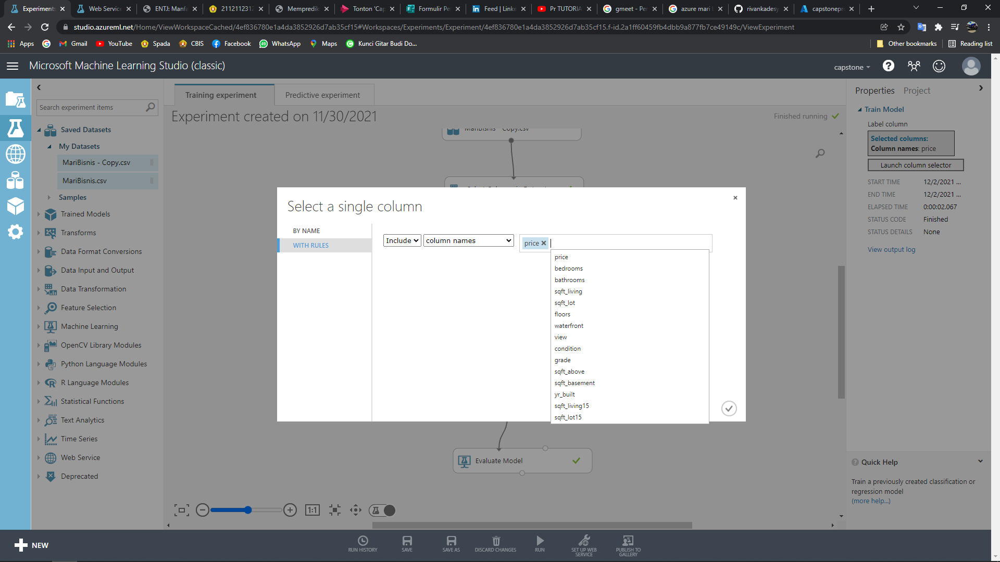 Experiments
Web Service
ENTJ: Manfa
2112112312
Mempredik
Tonton 'Cap
Formulir Pe
Feed | Linke
Pr TUTORIA
gmeet - Per
azure mari b
rivankadesy
capstonepr
studio.azureml.net/Home/ViewWorkspaceCached/4ef836780e1a4da3852926d7ab35cf15#Workspaces/Experiments/Experiment/4ef836780e1a4da3852926d7ab35cf15.f-id.2a1ff60459fb4dbb9a877fb7ce49149c/ViewExperiment
Apps
Gmail
YouTube
Spada
CBIS
Facebook
WhatsApp
Maps
Kunci Gitar Budi Do...
Other bookmarks
Reading list
Microsoft Machine Learning Studio (classic)
capstone
Search experiment items
Saved Datasets
My Datasets
MariBisnis - Copy.csv
MariBisnis.csv
Samples
Trained Models
Transforms
Data Format Conversions
Data Input and Output
Data Transformation
Feature Selection
Machine Learning
OpenCV Library Modules
Python Language Modules
R Language Modules
Statistical Functions
Text Analytics
Time Series
Web Service
Deprecated
Training experiment
Predictive experiment
Experiment created on 11/30/2021
Finished running
MariBisnis - Copy.csv
Select a single column
BY NAME
WITH RULES
Include
column names
price
price
bedrooms
bathrooms
sqft_living
sqft_lot
floors
waterfront
view
condition
grade
sqft_above
sqft_basement
yr_built
sqft_living15
sqft_lot15
Evaluate Model
1:1
Properties
Project
Train Model
Label column
Selected columns:
Column names: price
Launch column selector
START TIME 12/2/2021 ...
END TIME 12/2/2021 ...
ELAPSED TIME 0:00:02.067
STATUS CODE Finished
STATUS DETAILS None
View output log
Quick Help
Train a previously created classification or
regression model
(more help...)
NEW
RUN HISTORY
SAVE
SAVE AS
DISCARD CHANGES
RUN
SET UP WEB
SERVICE
PUBLISH TO
GALLERY